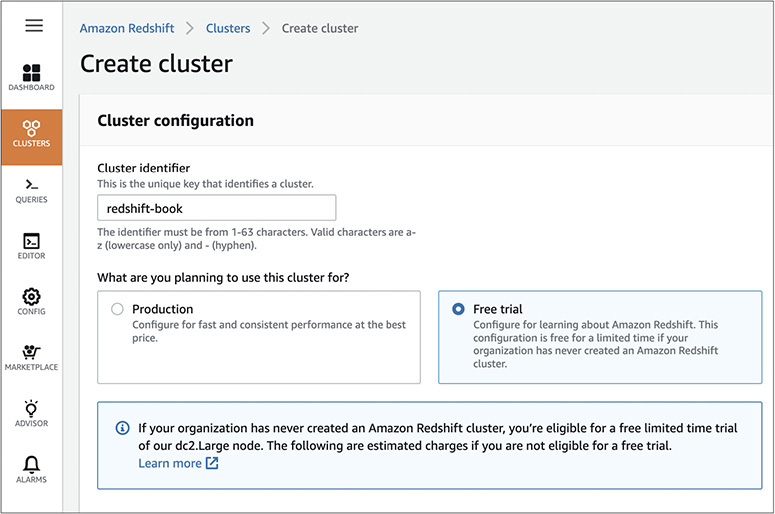 Amazon Redshift > Clusters > Create cluster
Create cluster
DASHBOARD
CLUSTERS
QUERIES
EDITOR
CONFIG
MARKETPLACE
ADVISOR
ALARMS
Cluster configuration
Cluster identifier
This is the unique key that identifies a cluster.
redshift-book
The identifier must be from 1-63 characters. Valid characters are a-
z (lowercase only) and - (hyphen).
What are you planning to use this cluster for?
Production
Configure for fast and consistent performance at the best
price.
Free trial
Configure for learning about Amazon Redshift. This
configuration is free for a limited time if your
organization has never created an Amazon Redshift
cluster.
If your organization has never created an Amazon Redshift cluster, you're eligible for a free limited time trial
of our dc2.Large node. The following are estimated charges if you are not eligible for a free trial.
Learn more